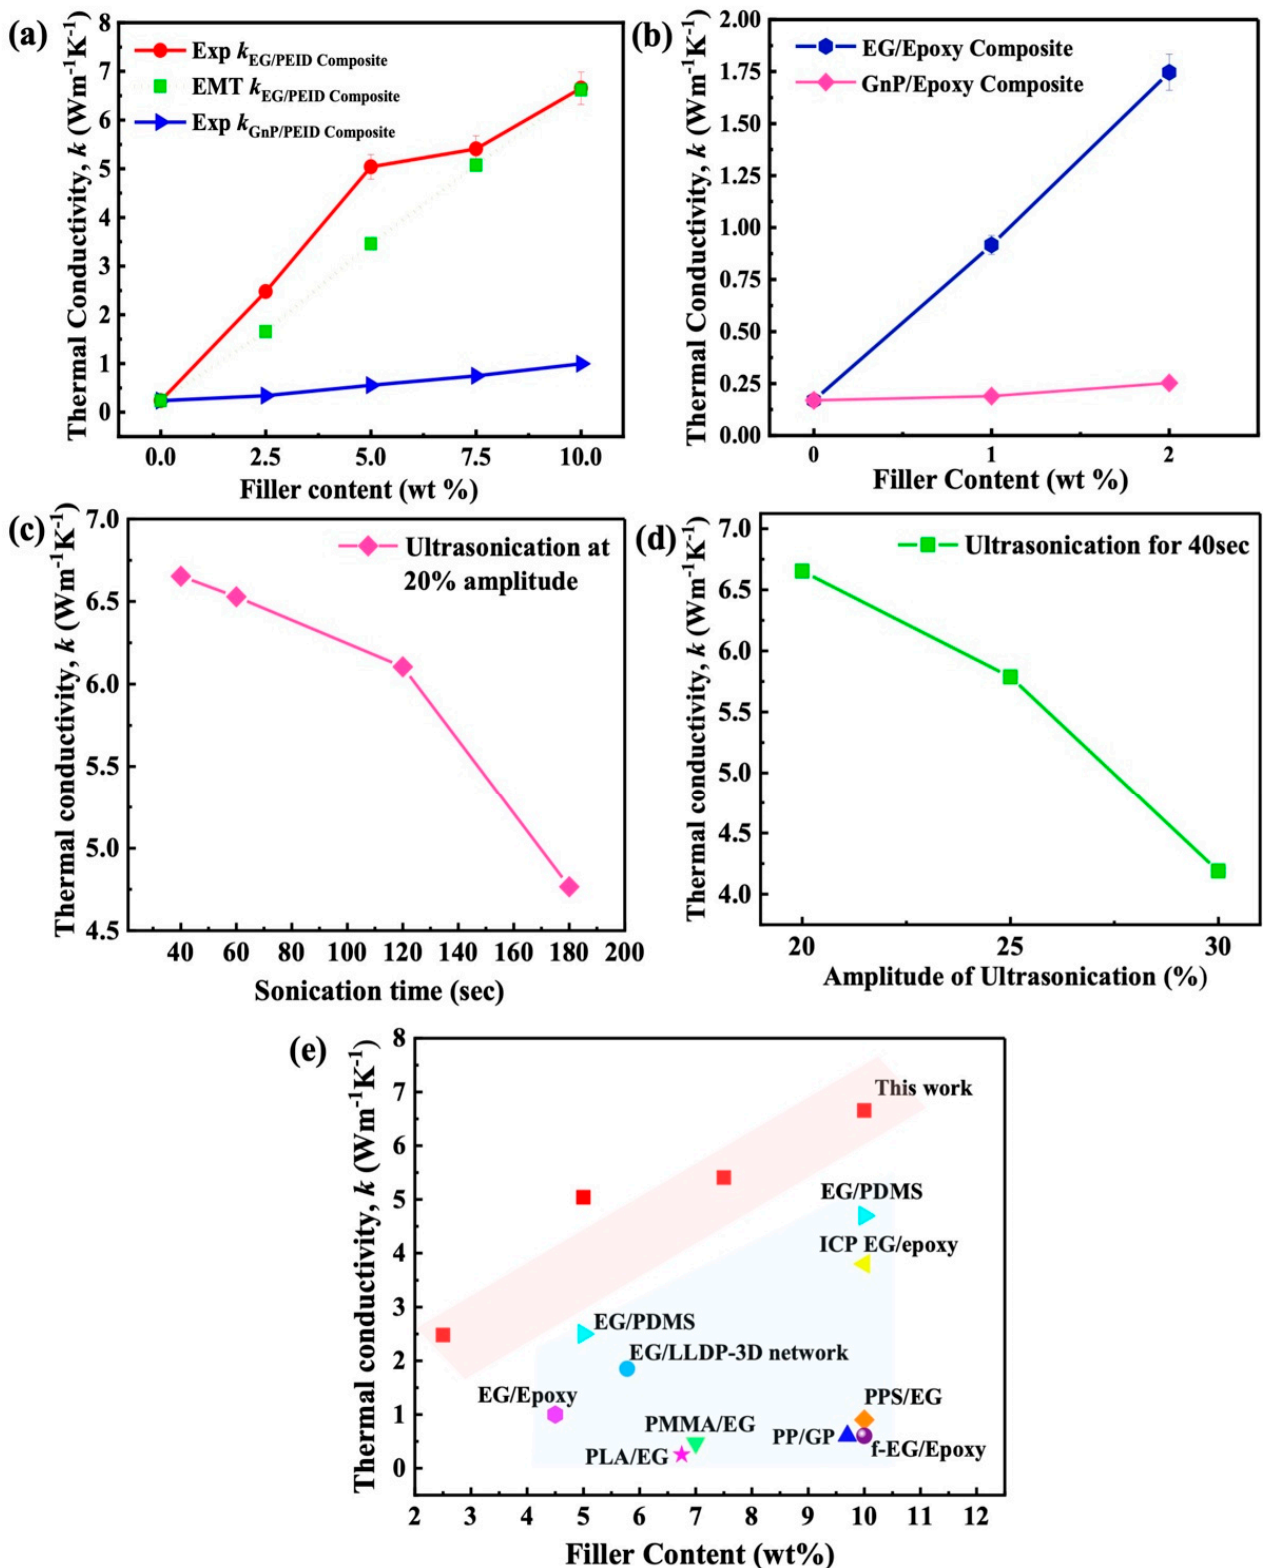 (a)
Thermal Conductivity, k (Wm⁻¹K⁻¹)
8
7
6
5
4
3
2
1
0
Exp k EG/PEID Composite
EMT k EG/PEID Composite
Exp k GnP/PEID Composite
0.0 2.5 5.0 7.5 10.0
Filler content (wt %)
(b)
Thermal Conductivity, k (Wm⁻¹K⁻¹)
2.00
1.75
1.50
1.25
1.00
0.75
0.50
0.25
0.00
EG/Epoxy Composite
GnP/Epoxy Composite
0 1 2
Filler Content (wt %)
(c)
Thermal conductivity, k (Wm⁻¹K⁻¹)
7.0
6.5
6.0
5.5
5.0
4.5
Ultrasonication at
20% amplitude
40 60 80 100 120 140 160 180 200
Sonication time (sec)
(d)
Thermal conductivity, k (Wm⁻¹K⁻¹)
7.0
6.5
6.0
5.5
5.0
4.5
4.0
Ultrasonication for 40sec
20 25 30
Amplitude of Ultrasonication (%)
(e)
Thermal conductivity, k (Wm⁻¹K⁻¹)
8
7
6
5
4
3
2
1
0
This work
EG/PDMS
ICP EG/epoxy
EG/PDMS
EG/LLDP-3D network
EG/Epoxy
PPS/EG
PMMA/EG
PP/GP
f-EG/Epoxy
PLA/EG
2 3 4 5 6 7 8 9 10 11 12
Filler Content (wt%)